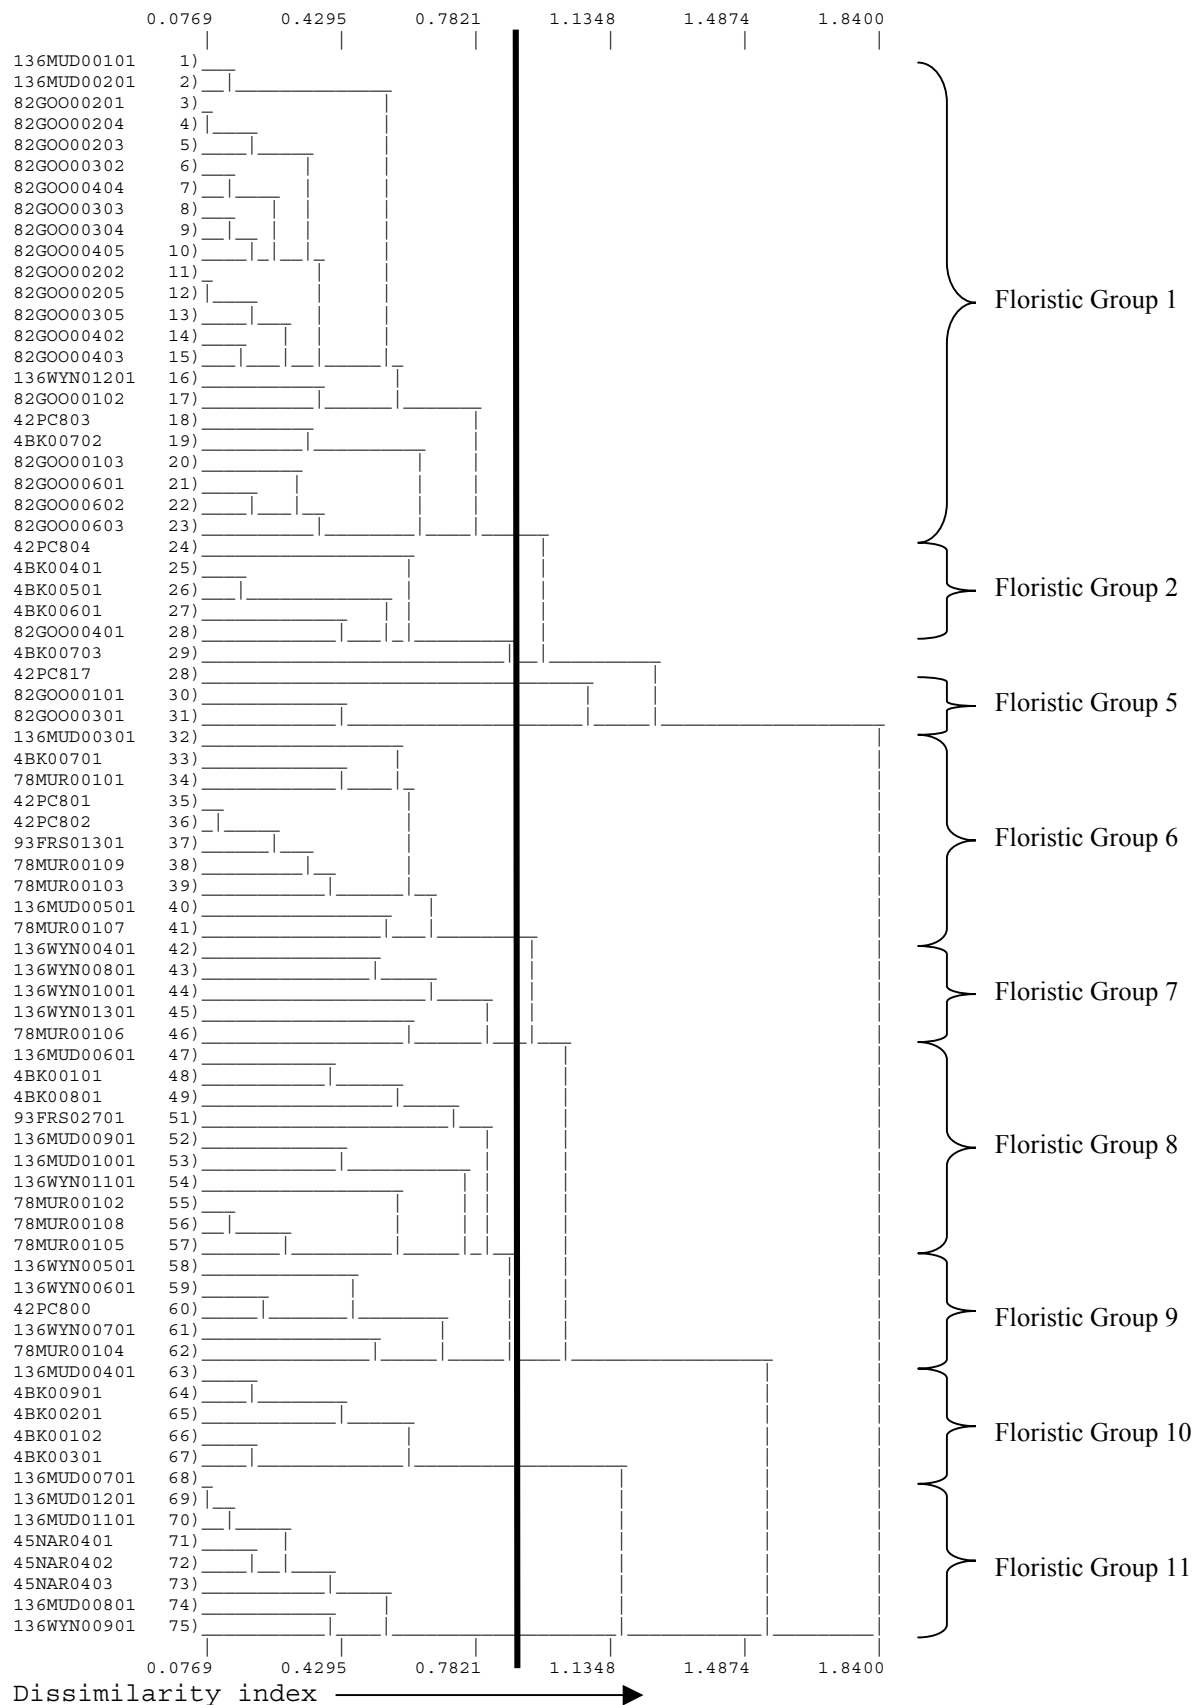 0.0769 0.4295 0.7821 1.1348 1.4874 1.8400
136MUD00101 1)
136MUD00201 2)
82GOO00201 3)
82GOO00204 4)
82GOO00203 5)
82GOO00302 6)
82GOO00404 7)
82GOO00303 8)
82GOO00304 9)
82GOO00405 10)
82GOO00202 11)
82GOO00205 12)
Floristic Group 1
82GOO00305 13)
82GOO00402 14)
82GOO00403 15)
136WYN01201 16)
82GOO00102 17)
42PC803 18)
4BK00702 19)
82GOO00103 20)
82GOO00601 21)
82GOO00602 22)
82GOO00603 23)
42PC804 24)
4BK00401 25)
4BK00501 26)
Floristic Group 2
4BK00601 27)
82GOO00401 28)
4BK00703 29)
42PC817 28)
82GOO00101 30)
Floristic Group 5
82GOO00301 31)
136MUD00301 32)
4BK00701 33)
78MUR00101 34)
42PC801 35)
42PC802 36)
Floristic Group 6
93FRS01301 37)
78MUR00109 38)
78MUR00103 39)
136MUD00501 40)
78MUR00107 41)
136WYN00401 42)
136WYN00801 43)
136WYN01001 44)
Floristic Group 7
136WYN01301 45)
78MUR00106 46)
136MUD00601 47)
4BK00101 48)
4BK00801 49)
93FRS02701 51)
136MUD00901 52)
Floristic Group 8
136MUD01001 53)
136WYN01101 54)
78MUR00102 55)
78MUR00108 56)
78MUR00105 57)
136WYN00501 58)
136WYN00601 59)
42PC800 60)
Floristic Group 9
136WYN00701 61)
78MUR00104 62)
136MUD00401 63)
4BK00901 64)
4BK00201 65)
4BK00102 66)
Floristic Group 10
4BK00301 67)
136MUD00701 68)
136MUD01201 69)
136MUD01101 70)
45NAR0401 71)
45NAR0402 72)
Floristic Group 11
45NAR0403 73)
136MUD00801 74)
136WYN00901 75)
0.0769 0.4295 0.7821 1.1348 1.4874 1.8400
Dissimilarity index